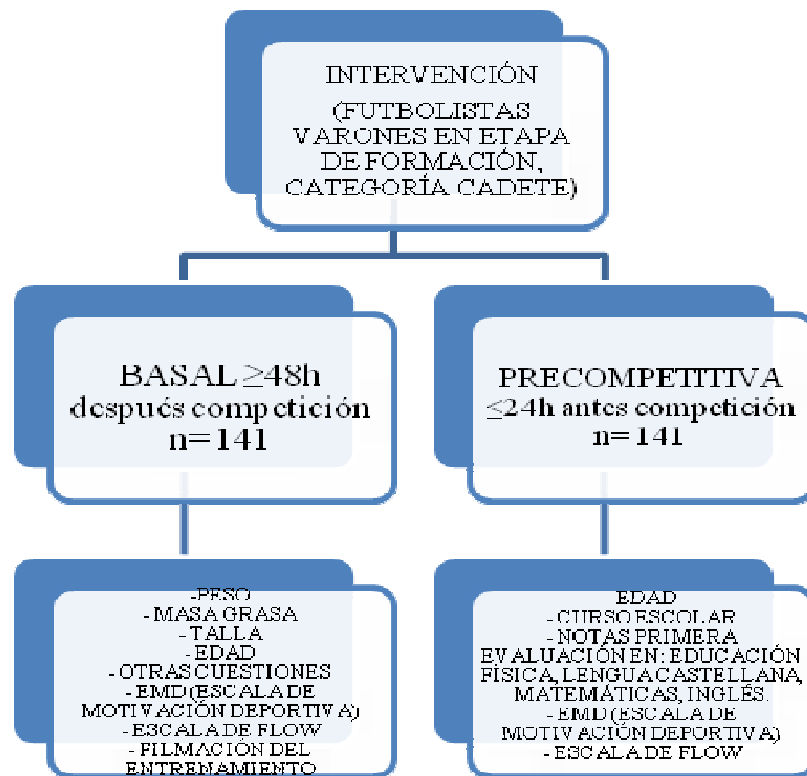 INTERVENCIÓN
(FUTBOLISTAS
VARONES EN ETAPA
DE FORMACIÓN,
CATEGORÍA CADETE)
BASAL ≥48h
después competición
n=141
PRECOMPETITIVA
≤24h antes competición
n=141
-PESO
-MASA GRASA
-TALLA
-EDAD
-OTRAS CUESTIONES
-EMD (ESCALA DE
MOTIVACIÓN DEPORTIVA)
-ESCALA DE FLOW
-FILMACIÓN DEL
ENTRENAMIENTO
EDAD
-CURSO ESCOLAR
-NOTAS PRIMERA
EVALUACIÓN EN: EDUCACIÓN
FÍSICA, LENGUA CASTELLANA,
MATEMÁTICAS, INGLÉS.
-EMD (ESCALA DE
MOTIVACIÓN DEPORTIVA)
-ESCALA DE FLOW